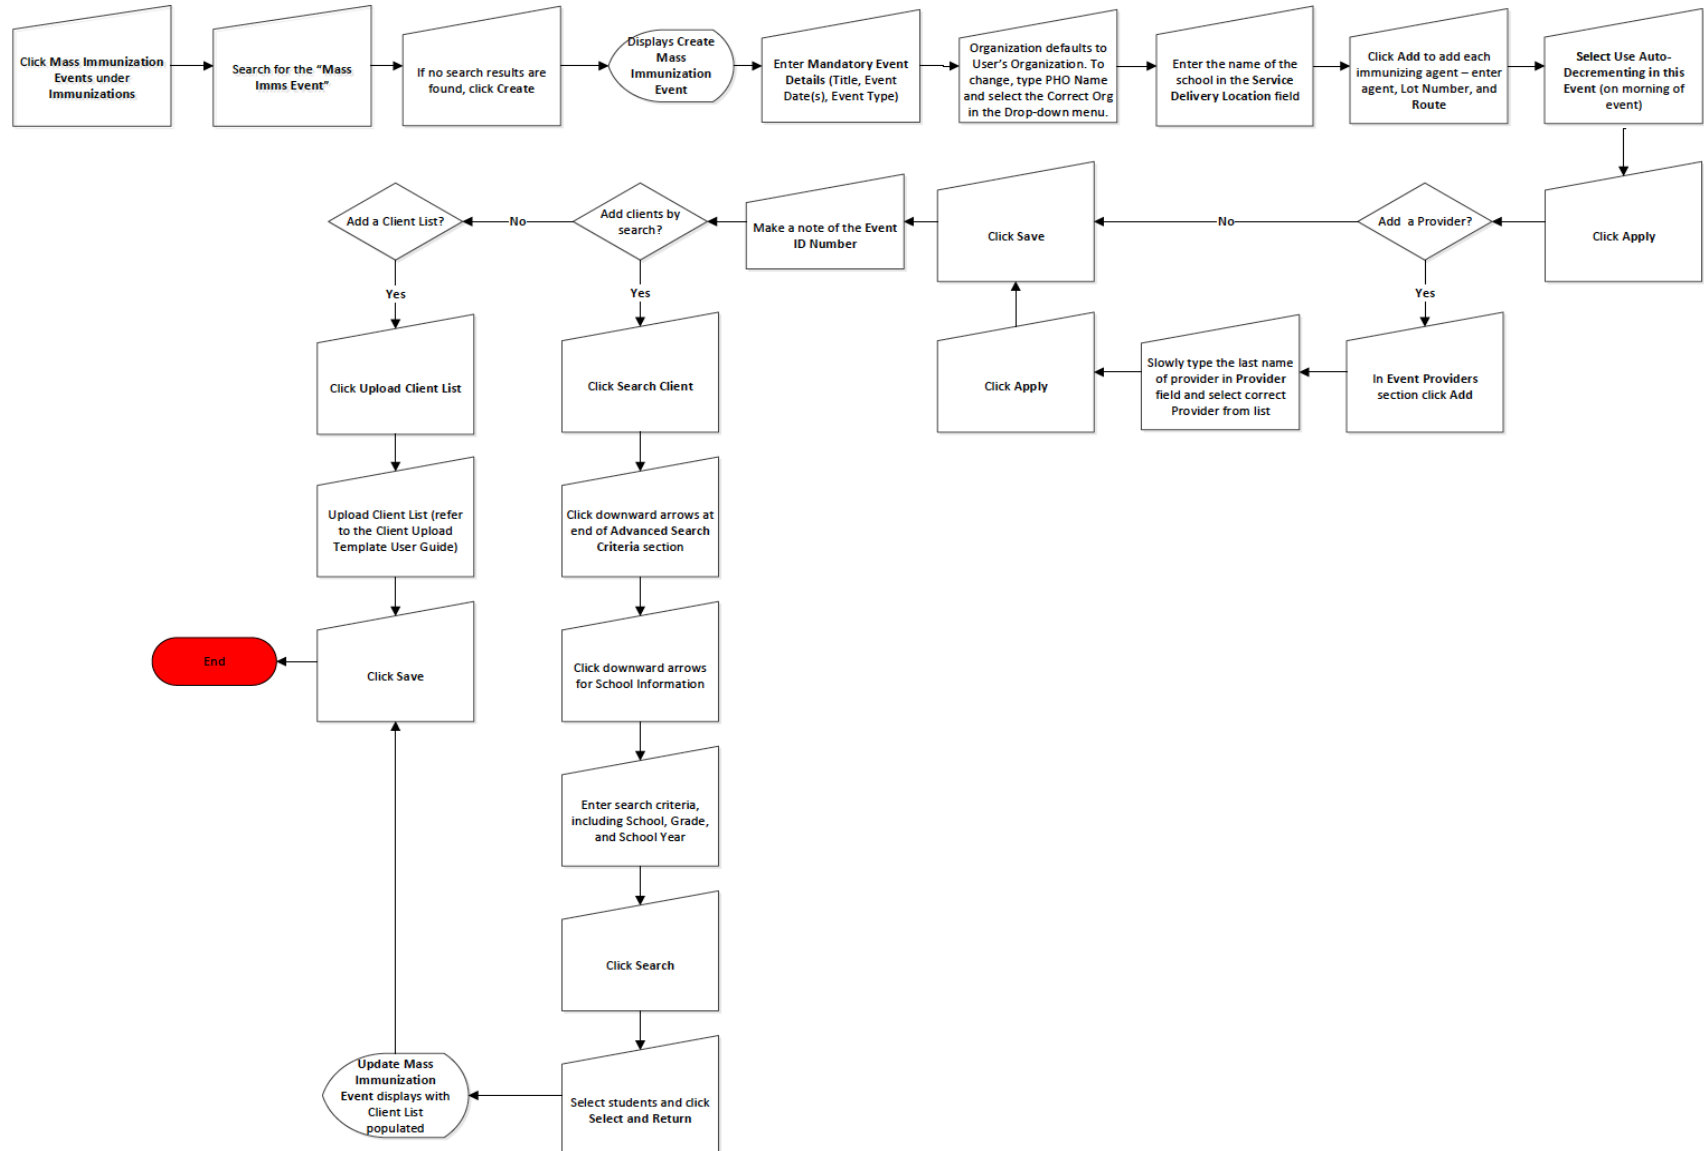 Click Mass Immunization
Events under
Immunizations
Search for the “Mass
Imms Event”
If no search results are
found, click Create
Displays Create
Mass
Immunization
Event
Enter Mandatory Event
Details (Title, Event
Date(s), Event Type)
Organization defaults to
User's Organization. To
change, type PHO Name
and select the Correct Org
in the Drop-down menu.
Enter the name of the
school in the Service
Delivery Location field
Click Add to add each
immunizing agent – enter
agent, Lot Number, and
Route
Select Use Auto-
Decrementing in this
Event (on morning of
event)
Click Apply
Add a Provider?
No
Yes
In Event Providers
section click Add
Slowly type the last name
of provider in Provider
field and select correct
Provider from list
Click Apply
Click Save
Make a note of the Event
ID Number
Add clients by
search?
No
Yes
Add a Client List?
Yes
Click Upload Client List
Upload Client List (refer
to the Client Upload
Template User Guide)
Click Save
End
Click Search Client
Click downward arrows at
end of Advanced Search
Criteria section
Click downward arrows
for School Information
Enter search criteria,
including School, Grade,
and School Year
Click Search
Select students and click
Select and Return
Update Mass
Immunization
Event displays with
Client List
populated